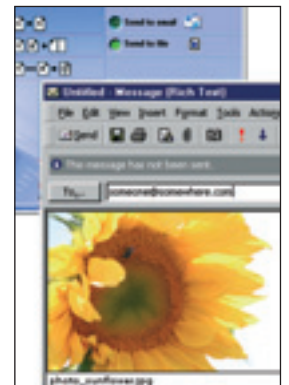 Send to email
Send to file
Untitled - Message (Rich Text)
File Edit View Insert Format Tools Actions
Send
This message has not been sent.
To...
someone@somewhere.com
photo_sunflower.jpg